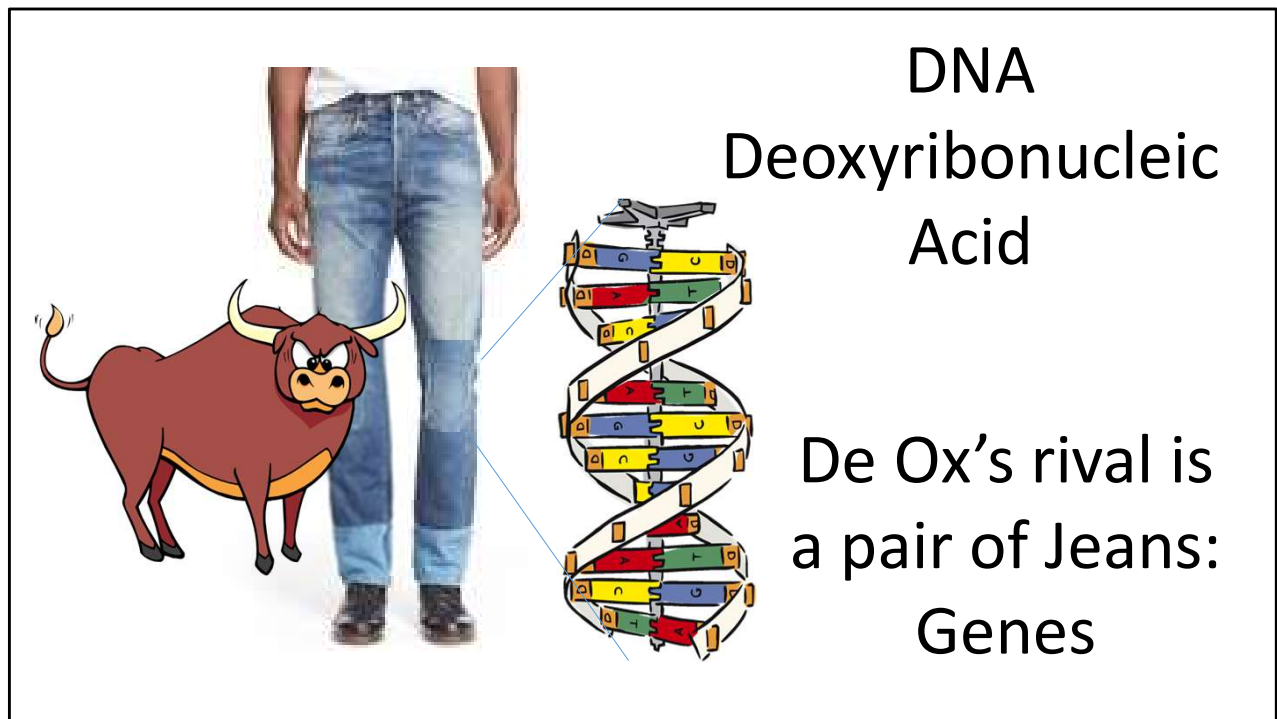 DNA
Deoxyribonucleic
Acid
De Ox’s rival is
a pair of Jeans:
Genes
D G C D
D A T
D C
A T D
D G C D
D C G
A D
A T D
D C G D
D T A